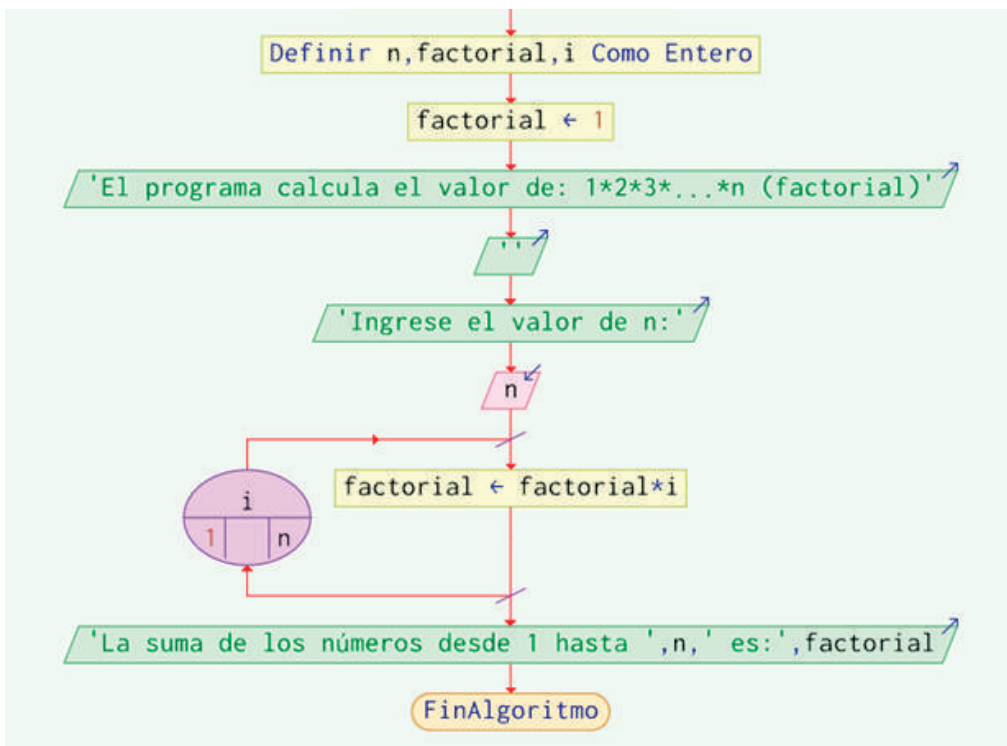 Definir n,factorial,i Como Entero
factorial ← 1
'El programa calcula el valor de: 1*2*3*...*n (factorial)'
''
'Ingrese el valor de n:'
n
factorial ← factorial*i
i
1 n
'La suma de los números desde 1 hasta ',n,' es:',factorial
FinAlgoritmo